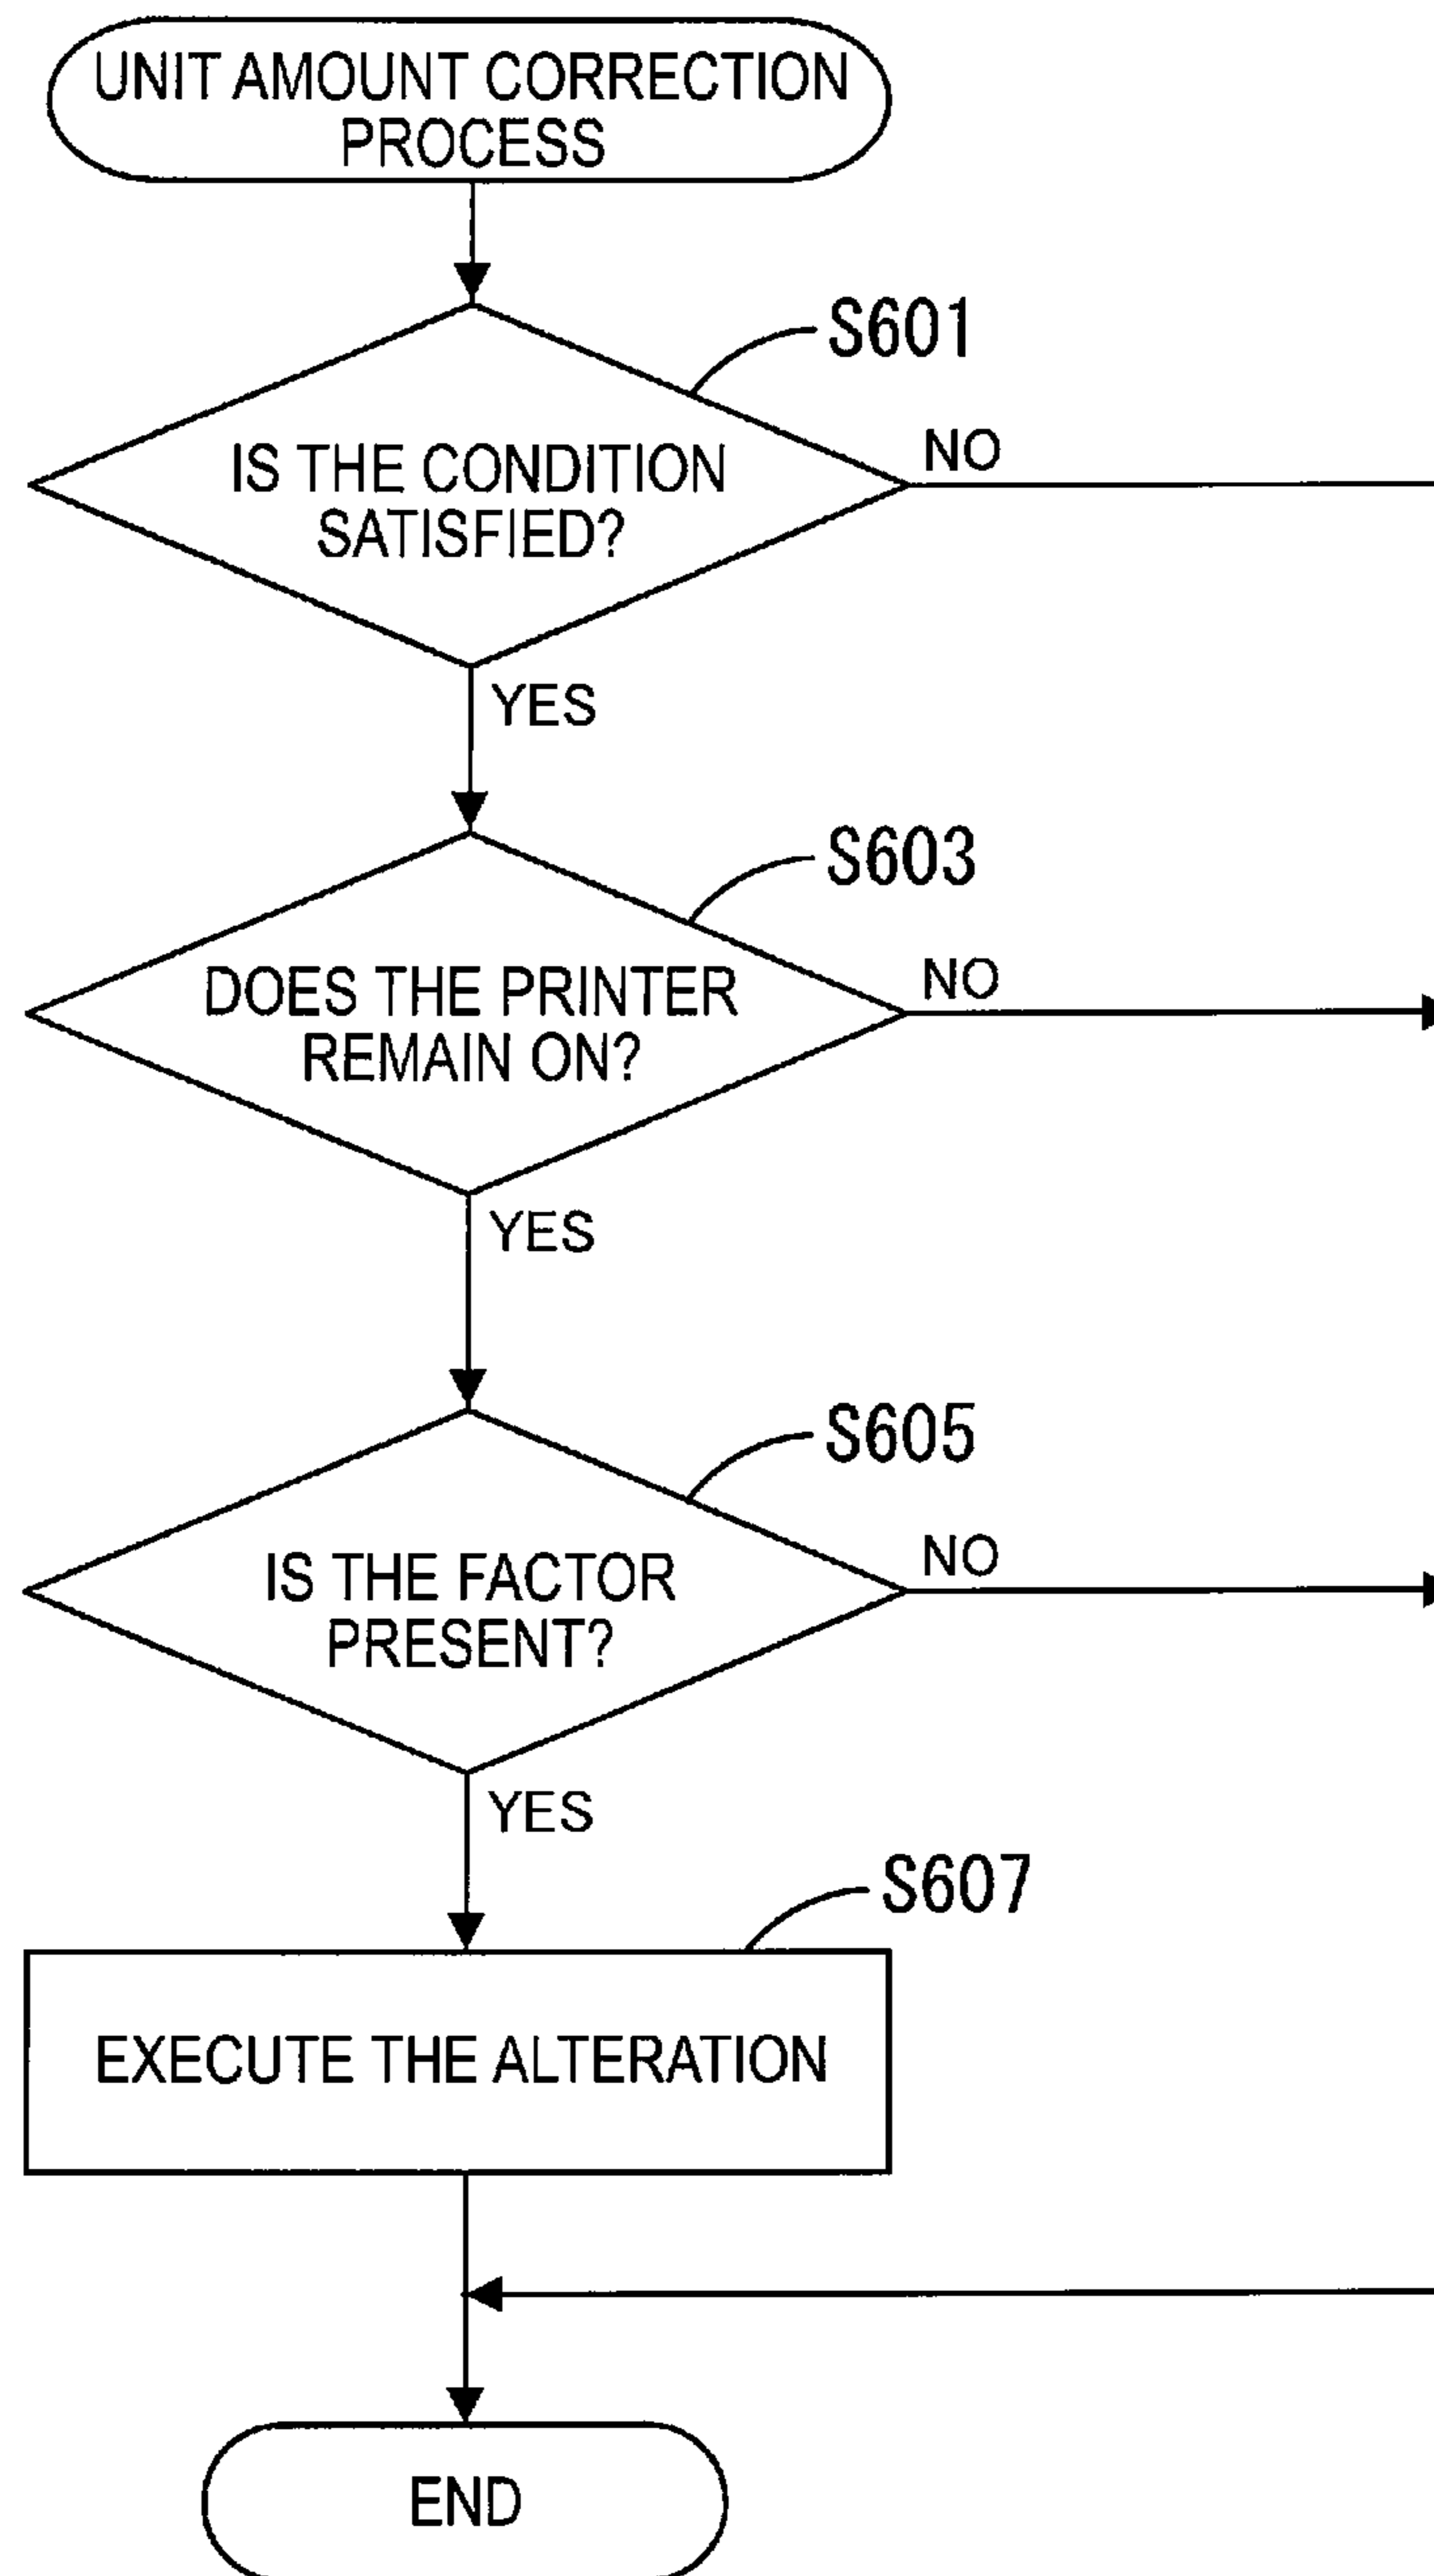 UNIT AMOUNT CORRECTION
PROCESS
S601
IS THE CONDITION
SATISFIED?
NO
YES
S603
DOES THE PRINTER
REMAIN ON?
NO
YES
S605
IS THE FACTOR
PRESENT?
NO
YES
S607
EXECUTE THE ALTERATION
END